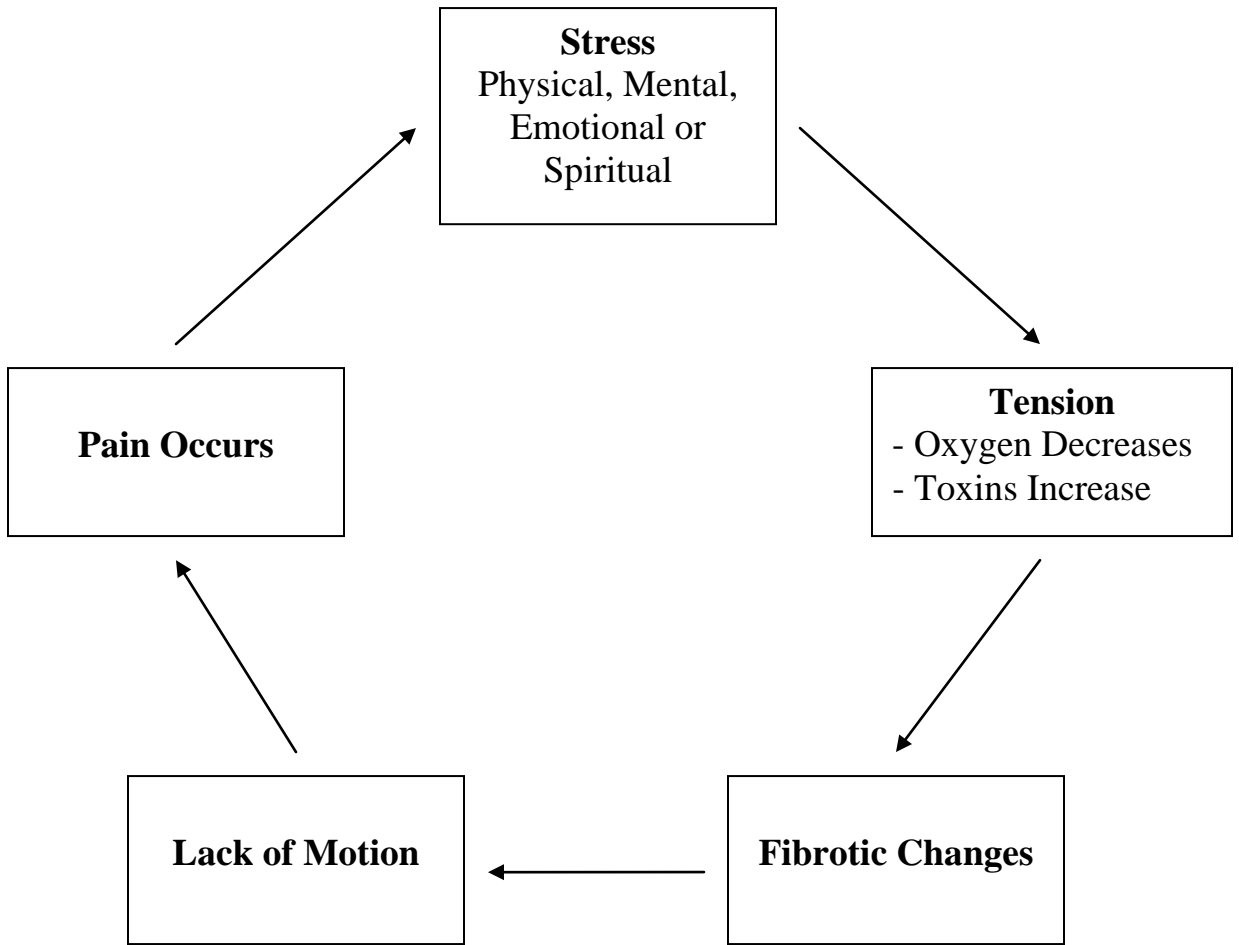 Stress
Physical, Mental,
Emotional or
Spiritual
Pain Occurs
Tension
- Oxygen Decreases
- Toxins Increase
Lack of Motion
Fibrotic Changes